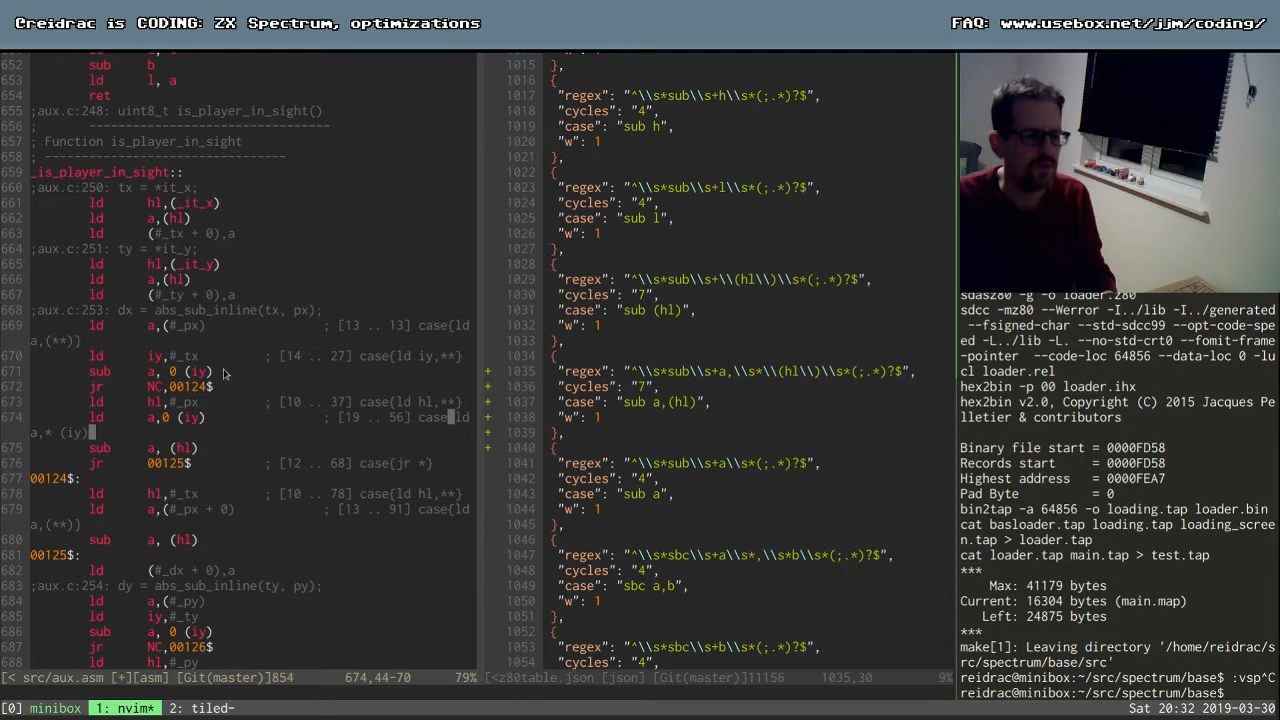 Creidrac is CODING: ZX Spectrum, optimizations
FAQ: www.usebox.net/jjm/coding/
652 sub b
653 ld l, a
654 ret
655 ;aux.c:248: uint8_t is_player_in_sight()
656 ; ---------------------------------
657 ; Function is_player_in_sight
658 ; ---------------------------------
659 _is_player_in_sight::
660 ;aux.c:250: tx = *it_x;
661 ld hl,(_it_x)
662 ld a,(hl)
663 ld (#_tx + 0),a
664 ;aux.c:251: ty = *it_y;
665 ld hl,(_it_y)
666 ld a,(hl)
667 ld (#_ty + 0),a
668 ;aux.c:253: dx = abs_sub_inline(tx, px);
669 ld a,(#_px) ; [13 .. 13] case{ld
a,(**)}
670 ld iy,#_tx ; [14 .. 27] case{ld iy,**}
671 sub a, 0 (iy)
672 jr NC,00124$
673 ld hl,#_px ; [10 .. 37] case{ld hl,**}
674 ld a,0 (iy) ; [19 .. 56] case{ld
a,* (iy)}
675 sub a, (hl)
676 jr 00125$ ; [12 .. 68] case{jr *}
677 00124$:
678 ld hl,#_tx ; [10 .. 78] case{ld hl,**}
679 ld a,(#_px + 0) ; [13 .. 91] case{ld
a,(**)}
680 sub a, (hl)
681 00125$:
682 ld (#_dx + 0),a
683 ;aux.c:254: dy = abs_sub_inline(ty, py);
684 ld a,(#_py)
685 ld iy,#_ty
686 sub a, 0 (iy)
687 jr NC,00126$
688 ld hl,#_py
[< src/aux.asm [+][asm] [Git(master)]854 674,44-70 79%
1015 },
1016 {
1017 "regex": "^\\s*sub\\s+h\\s*(;.*)?$",
1018 "cycles": "4",
1019 "case": "sub h",
1020 "w": 1
1021 },
1022 {
1023 "regex": "^\\s*sub\\s+l\\s*(;.*)?$",
1024 "cycles": "4",
1025 "case": "sub l",
1026 "w": 1
1027 },
1028 {
1029 "regex": "^\\s*sub\\s+\\(hl\\)\\s*(;.*)?$",
1030 "cycles": "7",
1031 "case": "sub (hl)",
1032 "w": 1
1033 },
1034 {
+ 1035 "regex": "^\\s*sub\\s+a,\\s*\\(hl\\)\\s*(;.*)?$",
+ 1036 "cycles": "7",
+ 1037 "case": "sub a,(hl)",
+ 1038 "w": 1
+ 1039 },
+ 1040 {
1041 "regex": "^\\s*sub\\s+a\\s*(;.*)?$",
1042 "cycles": "4",
1043 "case": "sub a",
1044 "w": 1
1045 },
1046 {
1047 "regex": "^\\s*sbc\\s+a\\s*,\\s*b\\s*(;.*)?$",
1048 "cycles": "4",
1049 "case": "sbc a,b",
1050 "w": 1
1051 },
1052 {
1053 "regex": "^\\s*sbc\\s+b\\s*(;.*)?$",
1054 "cycles": "4",
<z80table.json [json] [Git(master)]11156 1035,30 9%
sdasz80 -g -o loader.z80
sdcc -mz80 --Werror -I../lib -I../generated
--fsigned-char --std-sdcc99 --opt-code-spe
ed -L../lib -L. --no-std-crt0 --fomit-frame
-pointer --code-loc 64856 --data-loc 0 -lu
cl loader.rel
hex2bin -p 00 loader.ihx
hex2bin v2.0, Copyright (C) 2015 Jacques Pe
lletier & contributors
Binary file start = 0000FD58
Records start = 0000FD58
Highest address = 0000FEA7
Pad Byte = 0
bin2tap -a 64856 -o loading.tap loader.bin
cat basloader.tap loading.tap loading_scree
n.tap > loader.tap
cat loader.tap main.tap > test.tap
***
Max: 41179 bytes
Current: 16304 bytes (main.map)
Left: 24875 bytes
***
make[1]: Leaving directory '/home/reidrac/s
rc/spectrum/base/src'
reidrac@minibox:~/src/spectrum/base$ :vsp^C
reidrac@minibox:~/src/spectrum/base$
[0] minibox 1: nvim* 2: tiled-
Sat 20:32 2019-03-30